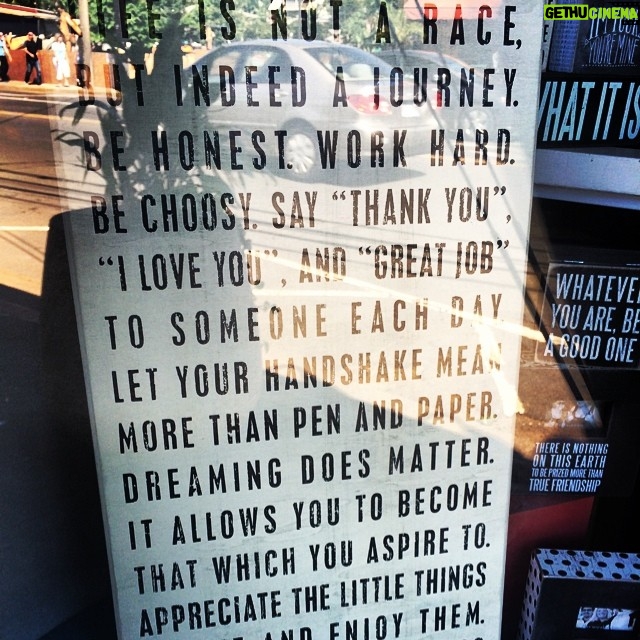 IS NOT A RACE,
BUT INDEED A JOURNEY.
BE HONEST. WORK HARD.
BE CHOOSY. SAY “THANK YOU”,
“I LOVE YOU”, AND “GREAT JOB”
TO SOMEONE EACH DAY
LET YOUR HANDSHAKE MEAN
MORE THAN PEN AND PAPER.
DREAMING DOES MATTER.
IT ALLOWS YOU TO BECOME
THAT WHICH YOU ASPIRE TO.
APPRECIATE THE LITTLE THINGS
AND ENJOY THEM.
GETHUCINEMA
WHAT IT IS
WHATEVER
YOU ARE, BE
A GOOD ONE
THERE IS NOTHING
ON THIS EARTH
TO BE PRIZED MORE THAN
TRUE FRIENDSHIP